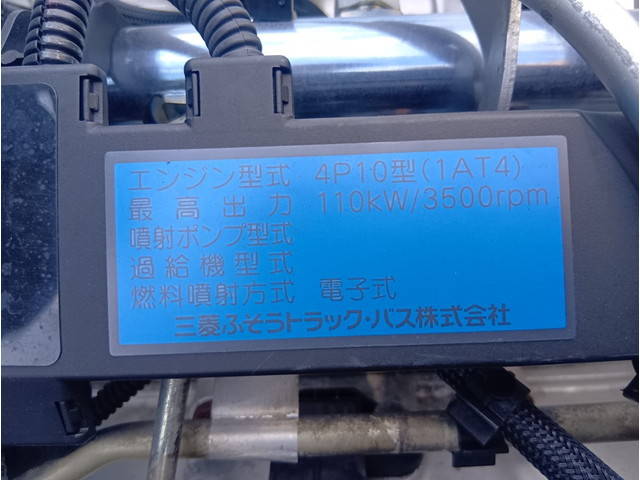 エンジン型式 4P10型(1AT4)
最高出力 110kW/3500rpm
噴射ポンプ型式
過給機型式
燃料噴射方式 電子式
三菱ふそうトラック・バス株式会社